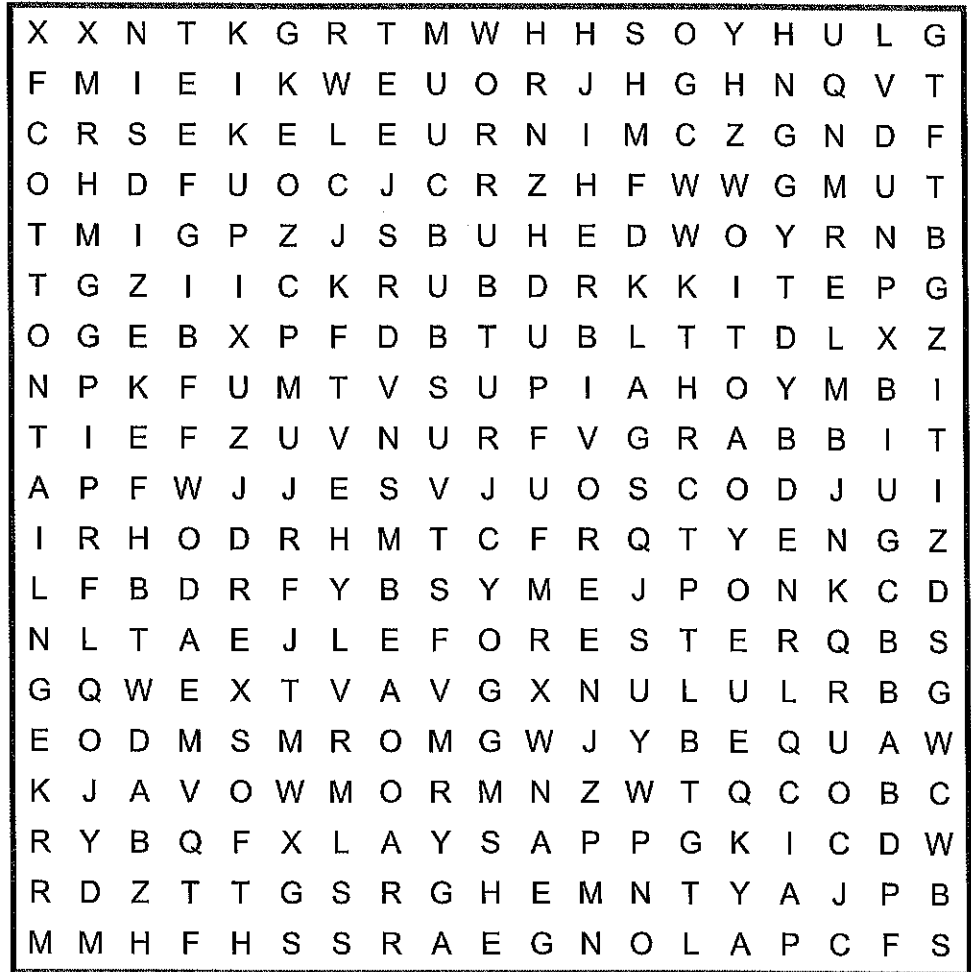 X X N T K G R T M W H H S O Y H U L G
F M I E I K W E U O R J H G H N Q V T
C R S E K E L E U R N I M C Z G N D F
O H D F U O C J C R Z H F W W G M U T
T M I G P Z J S B U H E D W O Y R N B
T G Z I I C K R U B D R K K I T E P G
O G E B X P F D B T U B L T T D L X Z
N P K F U M T V S U P I A H O Y M B I
T I E F Z U V N U R F V G R A B B I T
A P F W J J E S V J U O S C O D J U I
I R H O D R H M T C F R Q T Y E N G Z
L F B D R F Y B S Y M E J P O N K C D
N L T A E J L E F O R E S T E R Q B S
G Q W E X T V A V G X N U L U L R B G
E O D M S M R O M G W J Y B E Q U A W
K J A V O W M O R M N Z W T Q C O B C
R Y B Q F X L A Y S A P P G K I C D W
R D Z T T G S R G H E M N T Y A J P B
M M H F H S S R A E G N O L A P C F S